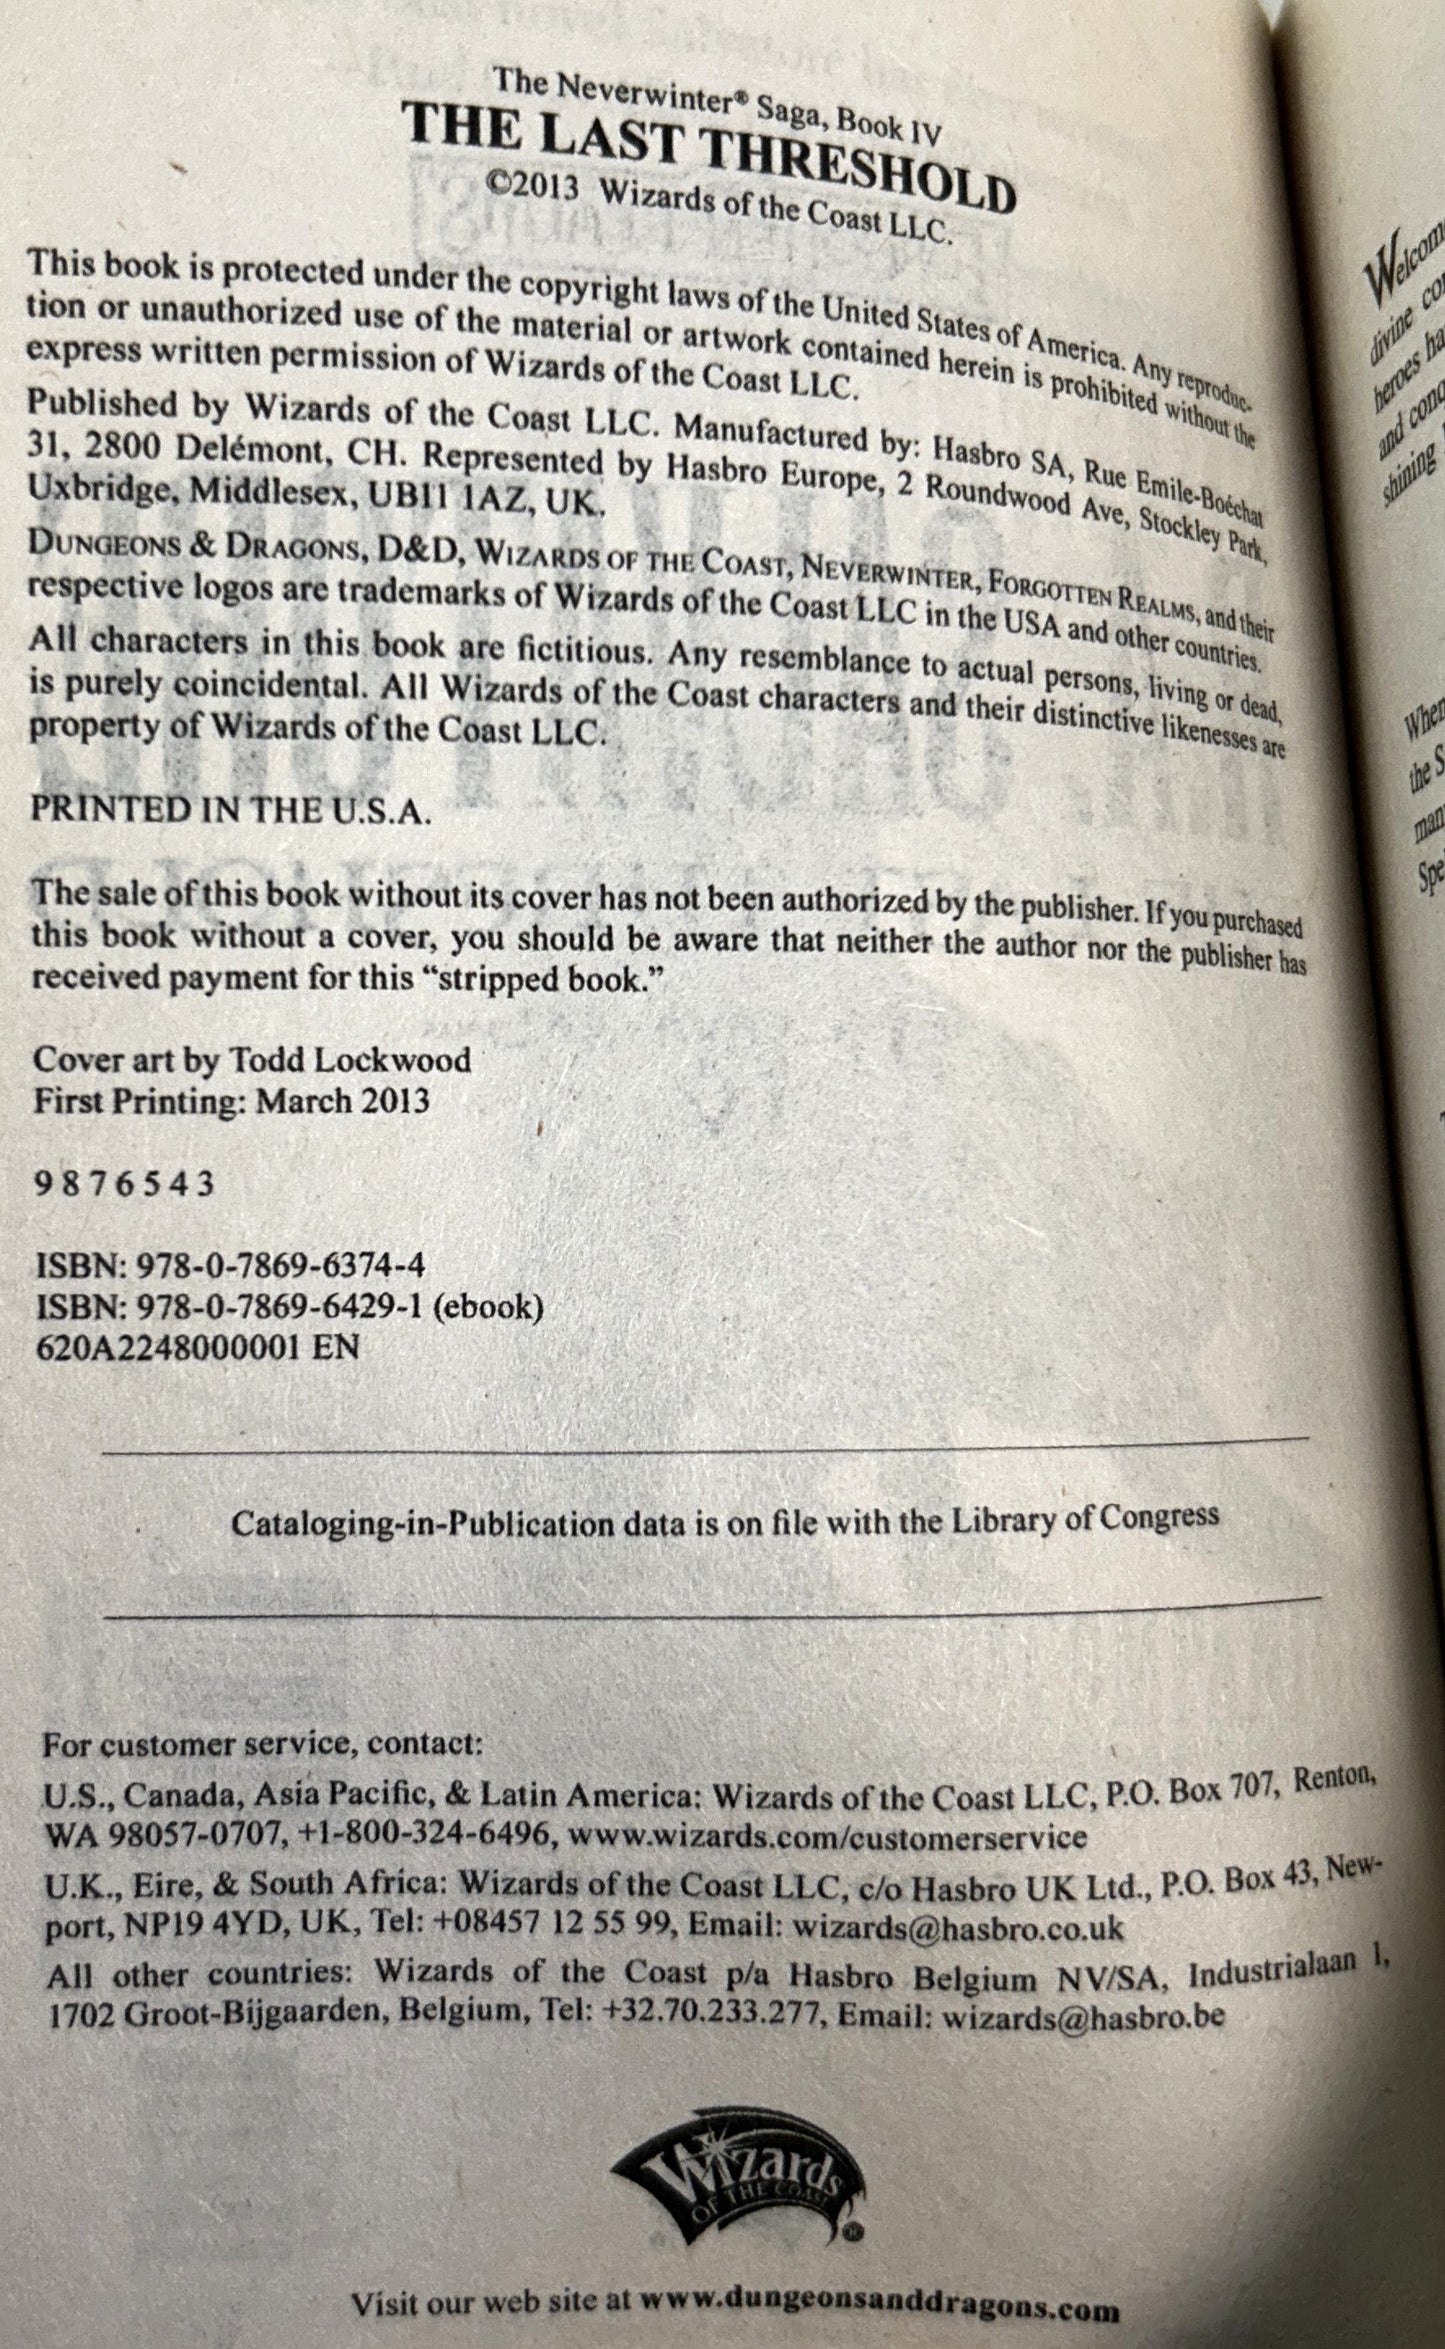 The Neverwinter® Saga, Book IV
THE LAST THRESHOLD
©2013 Wizards of the Coast LLC.
This book is protected under the copyright laws of the United States of America. Any reproduc-
tion or unauthorized use of the material or artwork contained herein is prohibited without the
express written permission of Wizards of the Coast LLC.
Published by Wizards of the Coast LLC. Manufactured by: Hasbro SA, Rue Emile-Boéchat
31, 2800 Delémont, CH. Represented by Hasbro Europe, 2 Roundwood Ave, Stockley Park,
Uxbridge, Middlesex, UB11 1AZ, UK.
DUNGEONS & DRAGONS, D&D, WIZARDS OF THE COAST, NEVERWINTER, FORGOTTEN REALMS, and their
respective logos are trademarks of Wizards of the Coast LLC in the USA and other countries.
All characters in this book are fictitious. Any resemblance to actual persons, living or dead,
is purely coincidental. All Wizards of the Coast characters and their distinctive likenesses are
property of Wizards of the Coast LLC.
PRINTED IN THE U.S.A.
The sale of this book without its cover has not been authorized by the publisher. If you purchased
this book without a cover, you should be aware that neither the author nor the publisher has
received payment for this “stripped book.”
Cover art by Todd Lockwood
First Printing: March 2013
9 8 7 6 5 4 3
ISBN: 978-0-7869-6374-4
ISBN: 978-0-7869-6429-1 (ebook)
620A2248000001 EN
Cataloging-in-Publication data is on file with the Library of Congress
For customer service, contact:
U.S., Canada, Asia Pacific, & Latin America: Wizards of the Coast LLC, P.O. Box 707, Renton,
WA 98057-0707, +1-800-324-6496, www.wizards.com/customerservice
U.K., Eire, & South Africa: Wizards of the Coast LLC, c/o Hasbro UK Ltd., P.O. Box 43, New-
port, NP19 4YD, UK, Tel: +08457 12 55 99, Email: wizards@hasbro.co.uk
All other countries: Wizards of the Coast p/a Hasbro Belgium NV/SA, Industrialaan 1,
1702 Groot-Bijgaarden, Belgium, Tel: +32.70.233.277, Email: wizards@hasbro.be
Wizards
OF THE COAST
®
Visit our web site at www.dungeonsanddragons.com
divine
heroes
and
shining
the